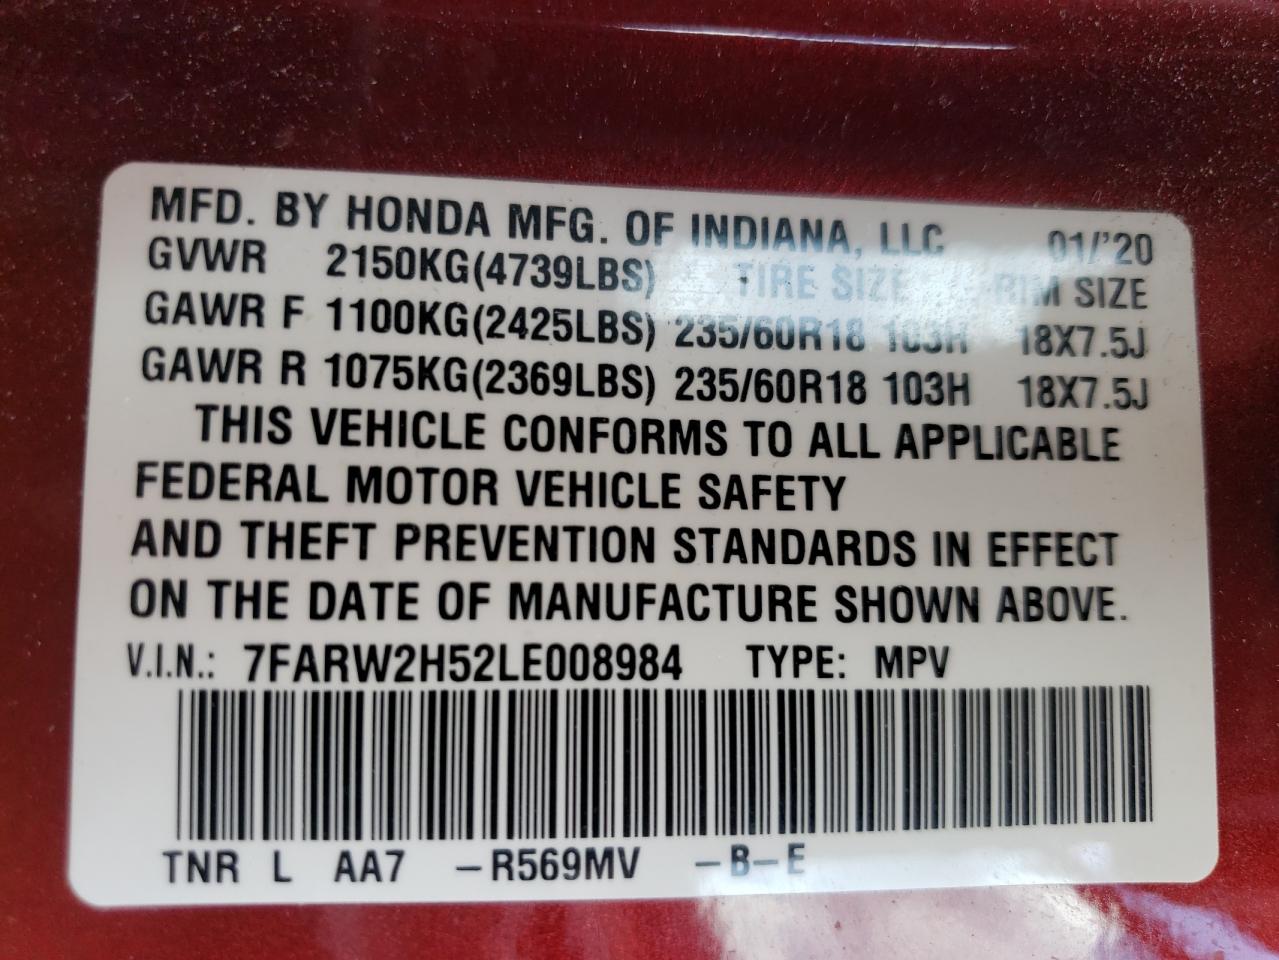 MFD. BY HONDA MFG. OF INDIANA, LLC 01/'20
GVWR 2150KG(4739LBS) TIRE SIZE RIM SIZE
GAWR F 1100KG(2425LBS) 235/60R18 103H 18X7.5J
GAWR R 1075KG(2369LBS) 235/60R18 103H 18X7.5J
THIS VEHICLE CONFORMS TO ALL APPLICABLE
FEDERAL MOTOR VEHICLE SAFETY
AND THEFT PREVENTION STANDARDS IN EFFECT
ON THE DATE OF MANUFACTURE SHOWN ABOVE.
V.I.N.: 7FARW2H52LE008984 TYPE: MPV
TNR L AA7 -R569MV -B-E